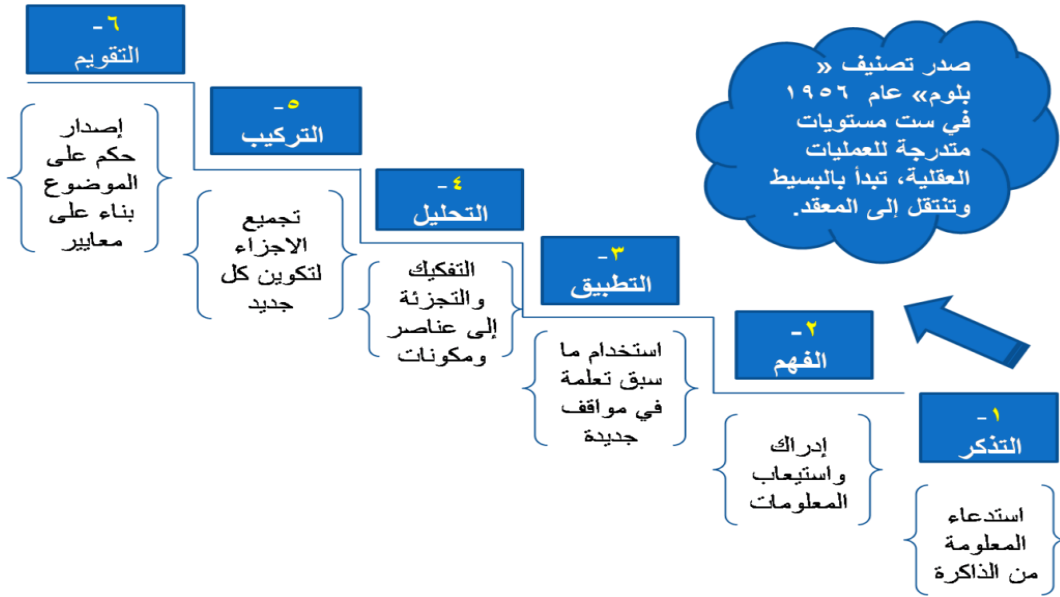 صدر تصنيف «
بلوم» عام ١٩٥٦
في ست مستويات
متدرجة للعمليات
العقلية، تبدأ بالبسيط
وتنتقل إلى المعقد.
١-
التذكر
استدعاء
المعلومة
من الذاكرة
٢-
الفهم
إدراك
واستيعاب
المعلومات
٣-
التطبيق
استخدام ما
سبق تعلمة
في مواقف
جديدة
٤-
التحليل
التفكيك
والتجزئة
إلى عناصر
ومكونات
٥-
التركيب
تجميع
الاجزاء
لتكوين كل
جديد
٦-
التقويم
إصدار
حكم على
الموضوع
بناء على
معايير